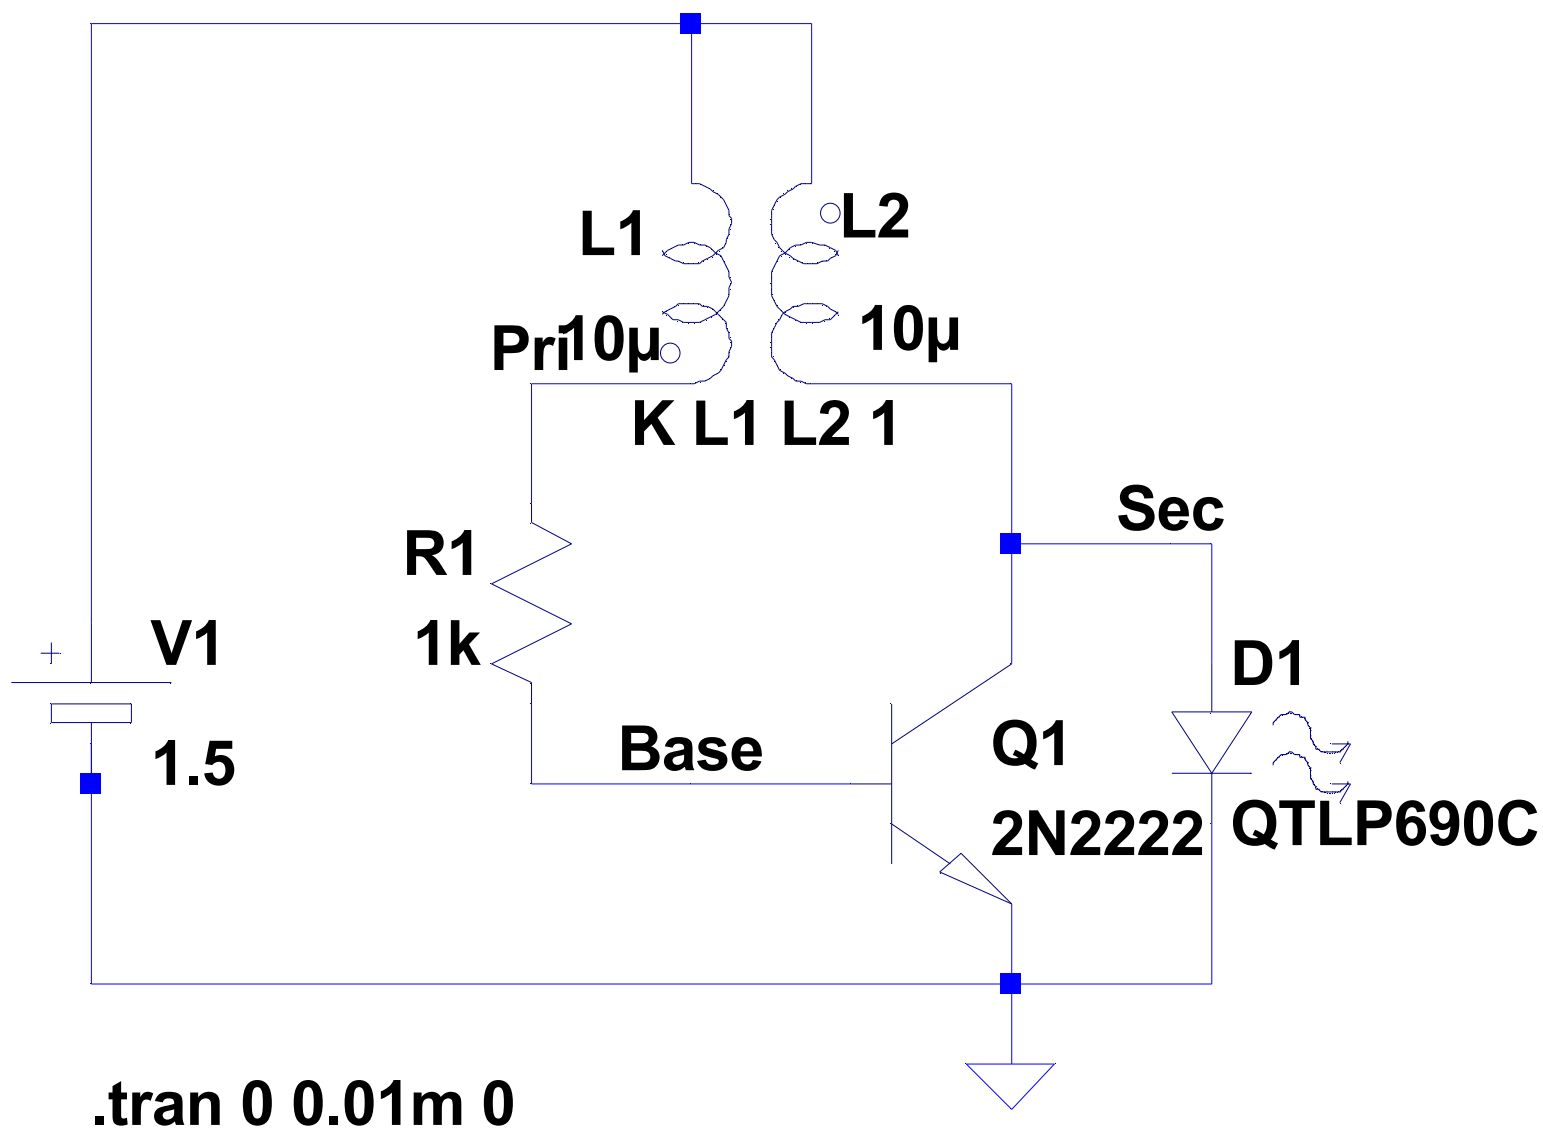 L1
L2
Pri
10µ
10µ
K L1 L2 1
Sec
R1
1k
V1
+
1.5
D1
Base
Q1
2N2222
QTLP690C
.tran 0 0.01m 0